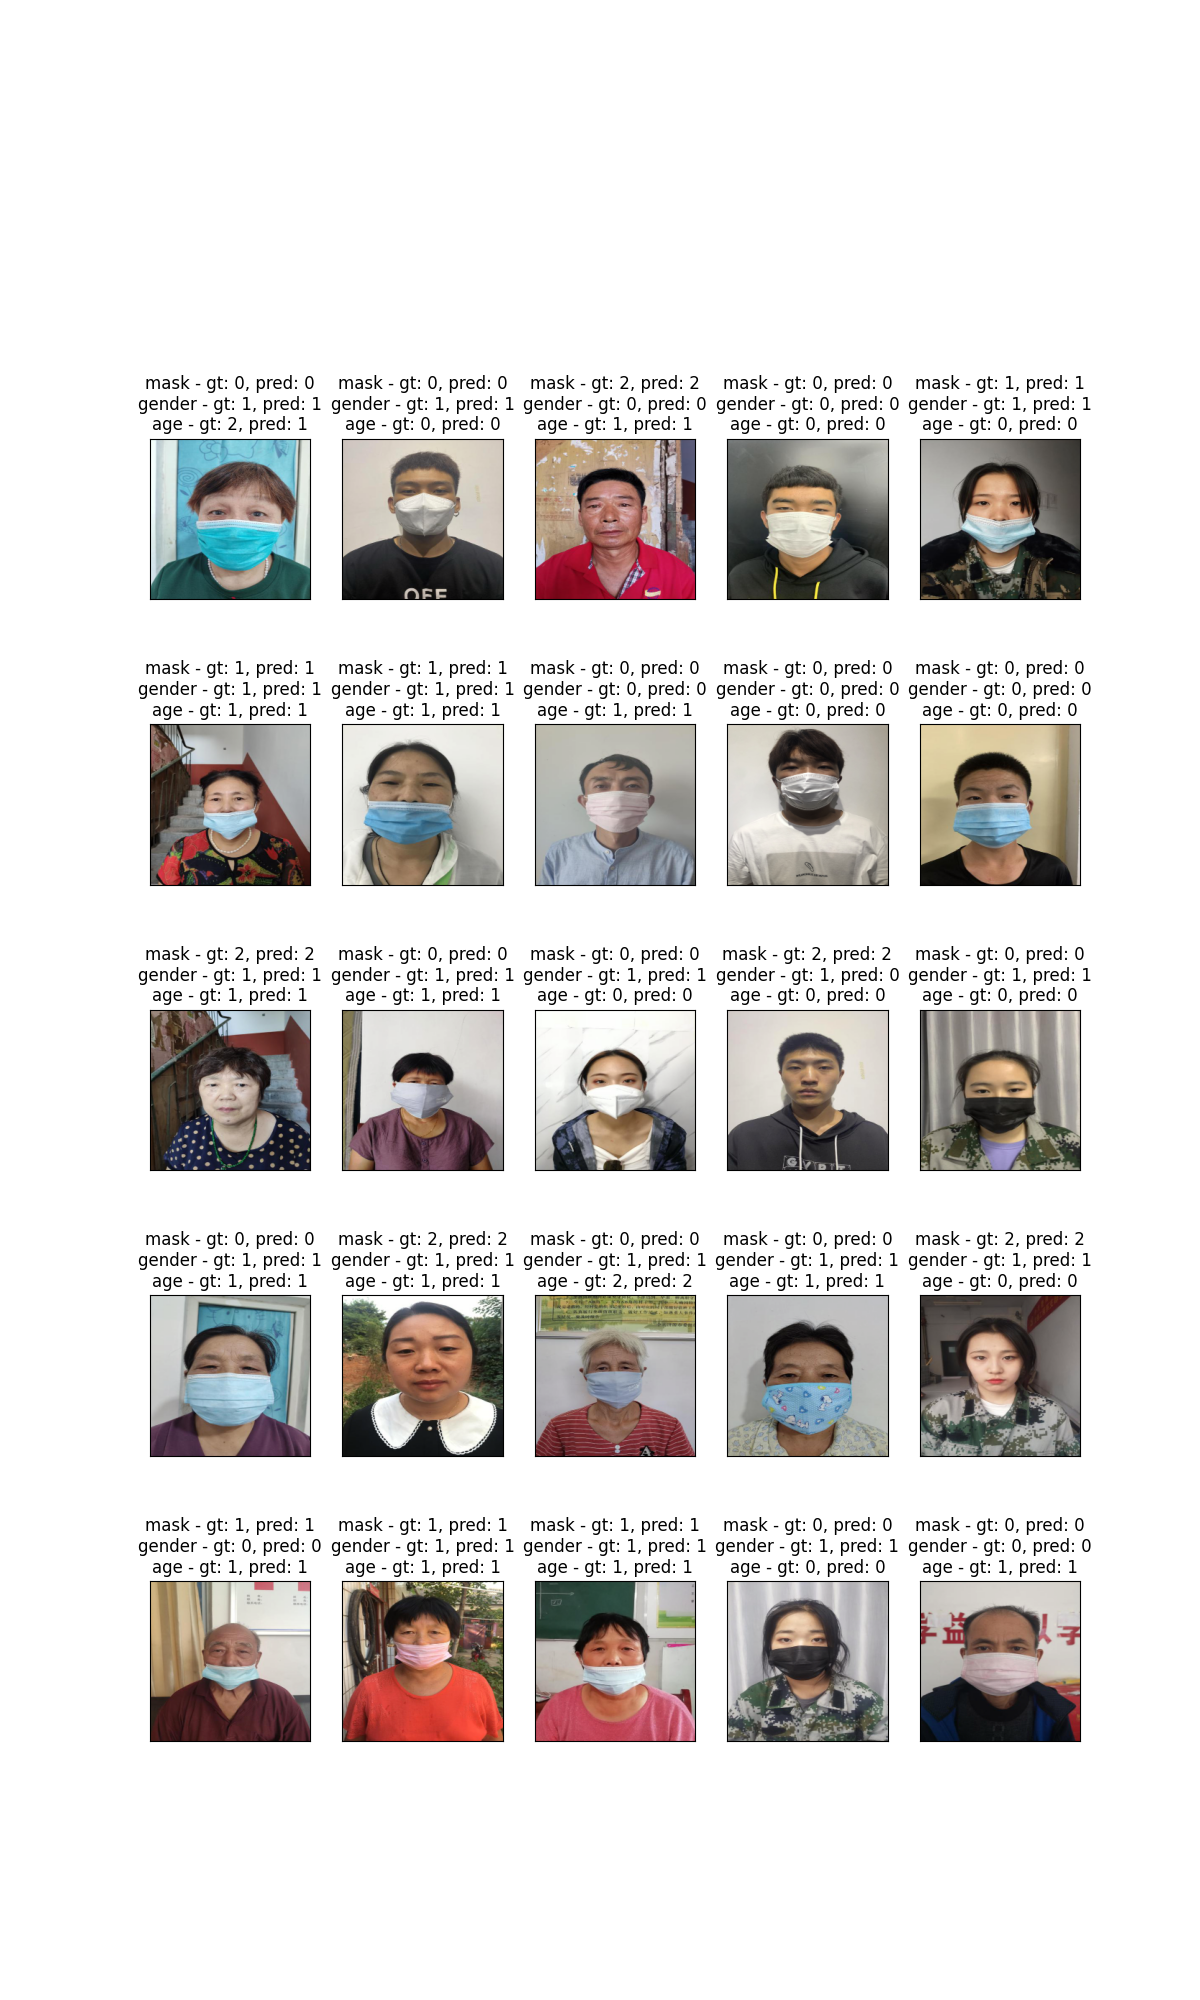 mask - gt: 0, pred: 0
gender - gt: 1, pred: 1
age - gt: 2, pred: 1
mask - gt: 0, pred: 0
gender - gt: 1, pred: 1
age - gt: 0, pred: 0
mask - gt: 2, pred: 2
gender - gt: 0, pred: 0
age - gt: 1, pred: 1
mask - gt: 0, pred: 0
gender - gt: 0, pred: 0
age - gt: 0, pred: 0
mask - gt: 1, pred: 1
gender - gt: 1, pred: 1
age - gt: 0, pred: 0
OFF
mask - gt: 1, pred: 1
gender - gt: 1, pred: 1
age - gt: 1, pred: 1
mask - gt: 1, pred: 1
gender - gt: 1, pred: 1
age - gt: 1, pred: 1
mask - gt: 0, pred: 0
gender - gt: 0, pred: 0
age - gt: 1, pred: 1
mask - gt: 0, pred: 0
gender - gt: 0, pred: 0
age - gt: 0, pred: 0
mask - gt: 0, pred: 0
gender - gt: 0, pred: 0
age - gt: 0, pred: 0
mask - gt: 2, pred: 2
gender - gt: 1, pred: 1
age - gt: 1, pred: 1
mask - gt: 0, pred: 0
gender - gt: 1, pred: 1
age - gt: 1, pred: 1
mask - gt: 0, pred: 0
gender - gt: 1, pred: 1
age - gt: 0, pred: 0
mask - gt: 2, pred: 2
gender - gt: 1, pred: 0
age - gt: 0, pred: 0
mask - gt: 0, pred: 0
gender - gt: 1, pred: 1
age - gt: 0, pred: 0
mask - gt: 0, pred: 0
gender - gt: 1, pred: 1
age - gt: 1, pred: 1
mask - gt: 2, pred: 2
gender - gt: 1, pred: 1
age - gt: 1, pred: 1
mask - gt: 0, pred: 0
gender - gt: 1, pred: 1
age - gt: 2, pred: 2
mask - gt: 0, pred: 0
gender - gt: 1, pred: 1
age - gt: 1, pred: 1
mask - gt: 2, pred: 2
gender - gt: 1, pred: 1
age - gt: 0, pred: 0
mask - gt: 1, pred: 1
gender - gt: 0, pred: 0
age - gt: 1, pred: 1
mask - gt: 1, pred: 1
gender - gt: 1, pred: 1
age - gt: 1, pred: 1
mask - gt: 1, pred: 1
gender - gt: 1, pred: 1
age - gt: 1, pred: 1
mask - gt: 0, pred: 0
gender - gt: 1, pred: 1
age - gt: 0, pred: 0
mask - gt: 0, pred: 0
gender - gt: 0, pred: 0
age - gt: 1, pred: 1
学益 以字